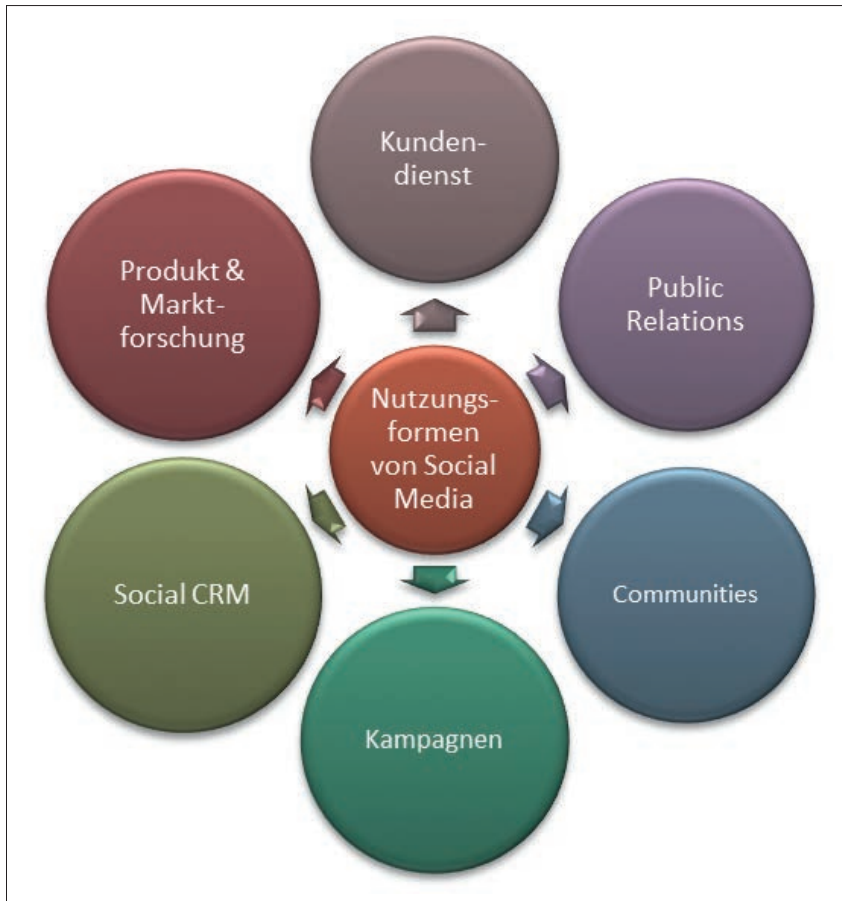 Kunden-
dienst
Public
Relations
Communities
Kampagnen
Social CRM
Produkt &
Markt-
forschung
Nutzungs-
formen
von Social
Media